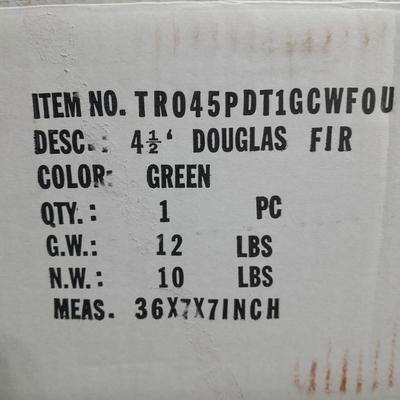 ITEM NO. TR045PDT1GCWFOU
DESC.: 4½' DOUGLAS FIR
COLOR: GREEN
QTY.: 1 PC
G.W.: 12 LBS
N.W.: 10 LBS
MEAS. 36X7X7INCH